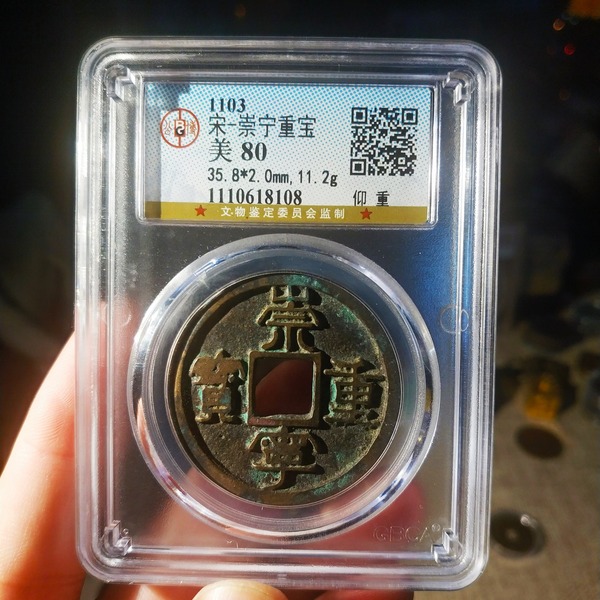 1103
宋-崇宁重宝
美 80
35.8*2.0mm,11.2g
1110618108 仰 重
文物鉴定委员会监制
崇
寶 重
寧
GBCA